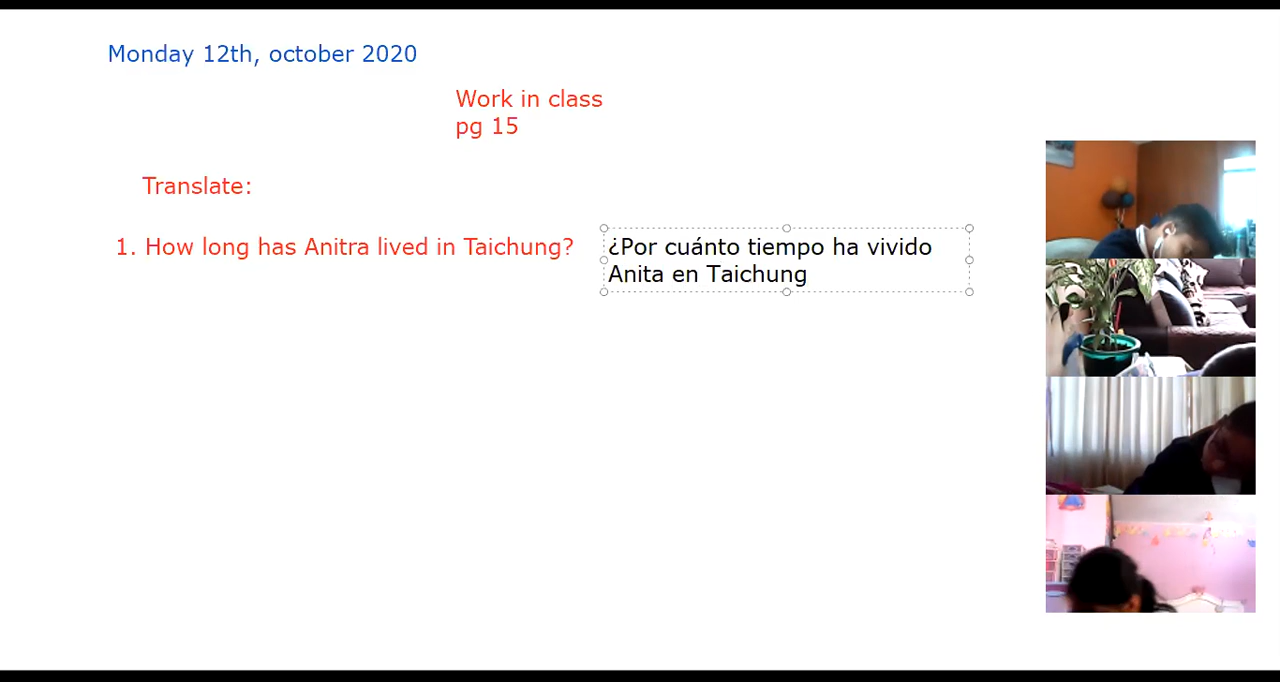 Monday 12th, october 2020
Work in class
pg 15
Translate:
1. How long has Anitra lived in Taichung?
¿Por cuánto tiempo ha vivido
Anita en Taichung